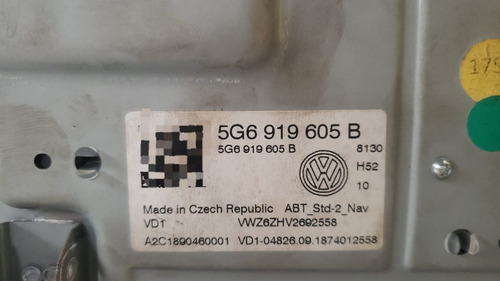 175
5G6 919 605 B
5G6 919 605 B 8130
H52
10
Made in Czech Republic ABT_Std-2_Nav
VD1 VWZ6ZHV2692558
A2C1890460001 VD1-04826.09.1874012558